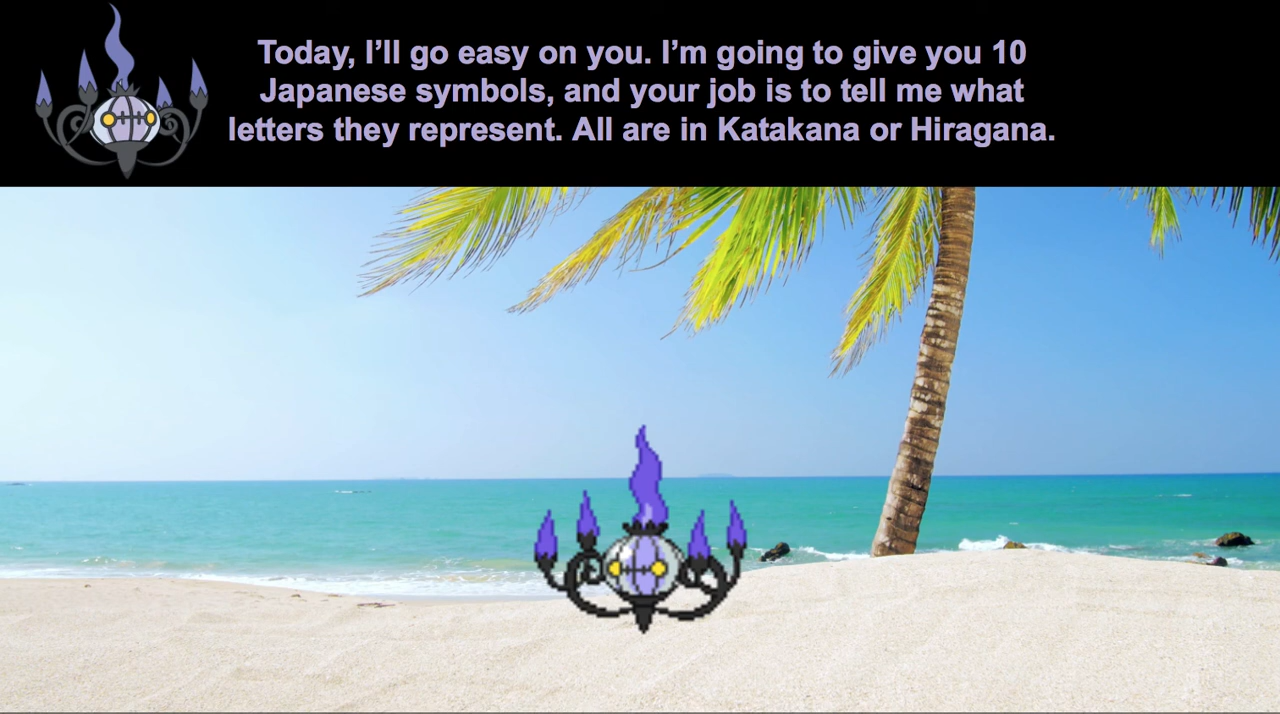 Today, I’ll go easy on you. I’m going to give you 10
Japanese symbols, and your job is to tell me what
letters they represent. All are in Katakana or Hiragana.